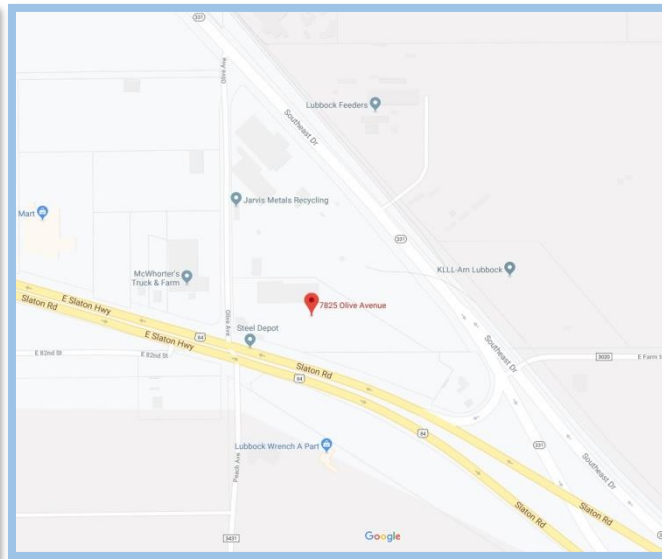 331
Hwy 6460
Southeast Dr
Lubbock Feeders
Jarvis Metals Recycling
Mart
331
KLLL-Am Lubbock
McWhorter's
Truck & Farm
7825 Olive Avenue
E Slaton Hwy
Slaton Rd
Olive Ave
Steel Depot
E Slaton Hwy
84
E 82nd St
E 82nd St
Slaton Rd
84
Southeast Dr
3020
E Farm
84
331
Lubbock Wrench A Part
Peach Ave
Southeast Dr
Slaton Rd
Slaton Rd
3431
Google